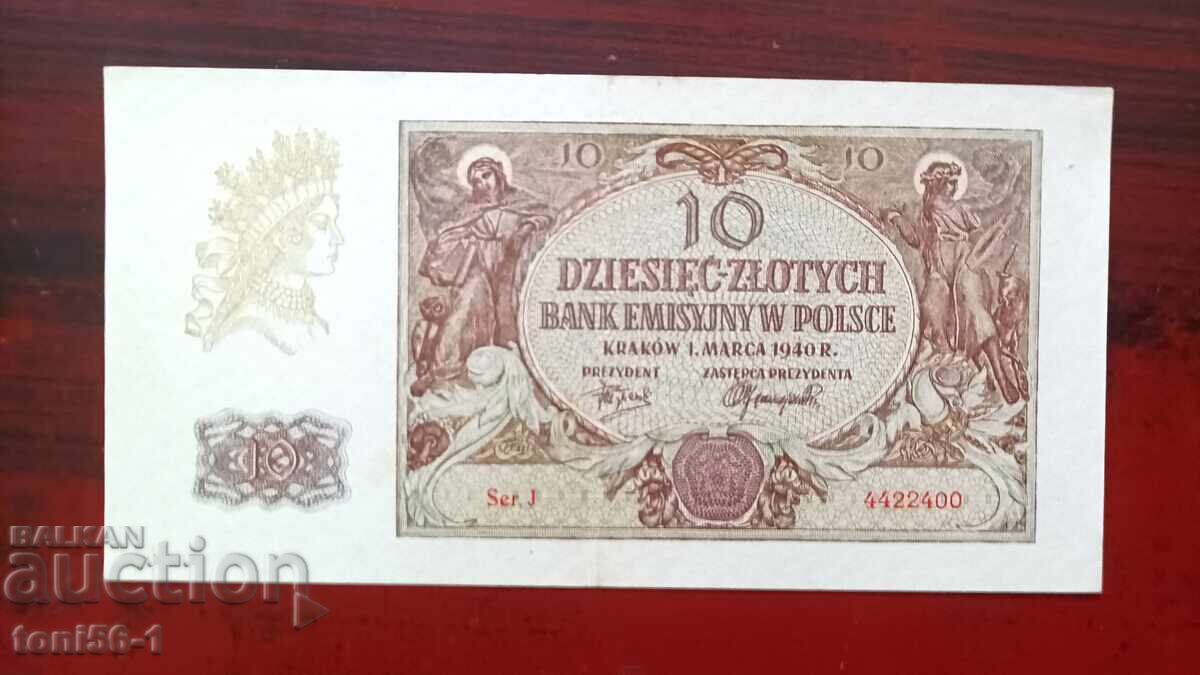 10
10
10
DZIESIĘĆ-ZŁOTYCH
BANK EMISYJNY W POLSCE
KRAKÓW 1. MARCA 1940 R.
PREZYDENT ZASTĘPCA PREZYDENTA
10
Ser. J 4422400
BALKAN
auction
toni56-1